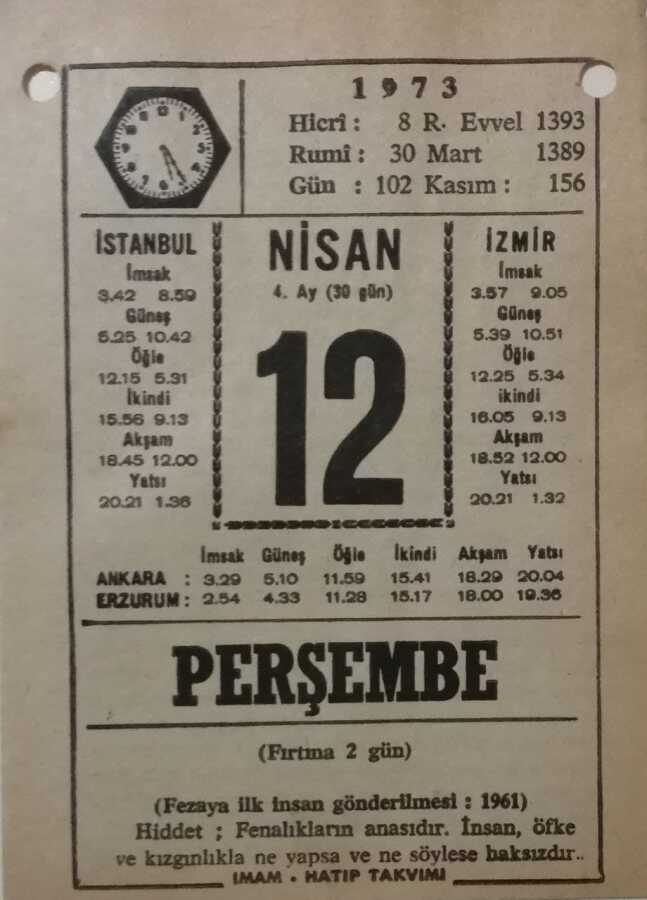 1973
Hicrî : 8 R. Evvel 1393
Rumî : 30 Mart 1389
Gün : 102 Kasım : 156
İSTANBUL
İmsak
3.42 8.59
Güneş
5.25 10.42
Öğle
12.15 5.31
İkindi
15.56 9.13
Akşam
18.45 12.00
Yatsı
20.21 1.36
NİSAN
4. Ay (30 gün)
12
İZMİR
İmsak
3.57 9.05
Güneş
5.39 10.51
Öğle
12.25 5.34
ikindi
16.05 9.13
Akşam
18.52 12.00
Yatsı
20.21 1.32
İmsak Güneş Öğle İkindi Akşam Yatsı
ANKARA : 3.29 5.10 11.59 15.41 18.29 20.04
ERZURUM : 2.54 4.33 11.28 15.17 18.00 19.36
PERŞEMBE
(Fırtına 2 gün)
(Fezaya ilk insan gönderilmesi : 1961)
Hiddet ; Fenalıkların anasıdır. İnsan, öfke
ve kızgınlıkla ne yapsa ve ne söylese haksızdır..
İMAM • HATİP TAKVİMİ